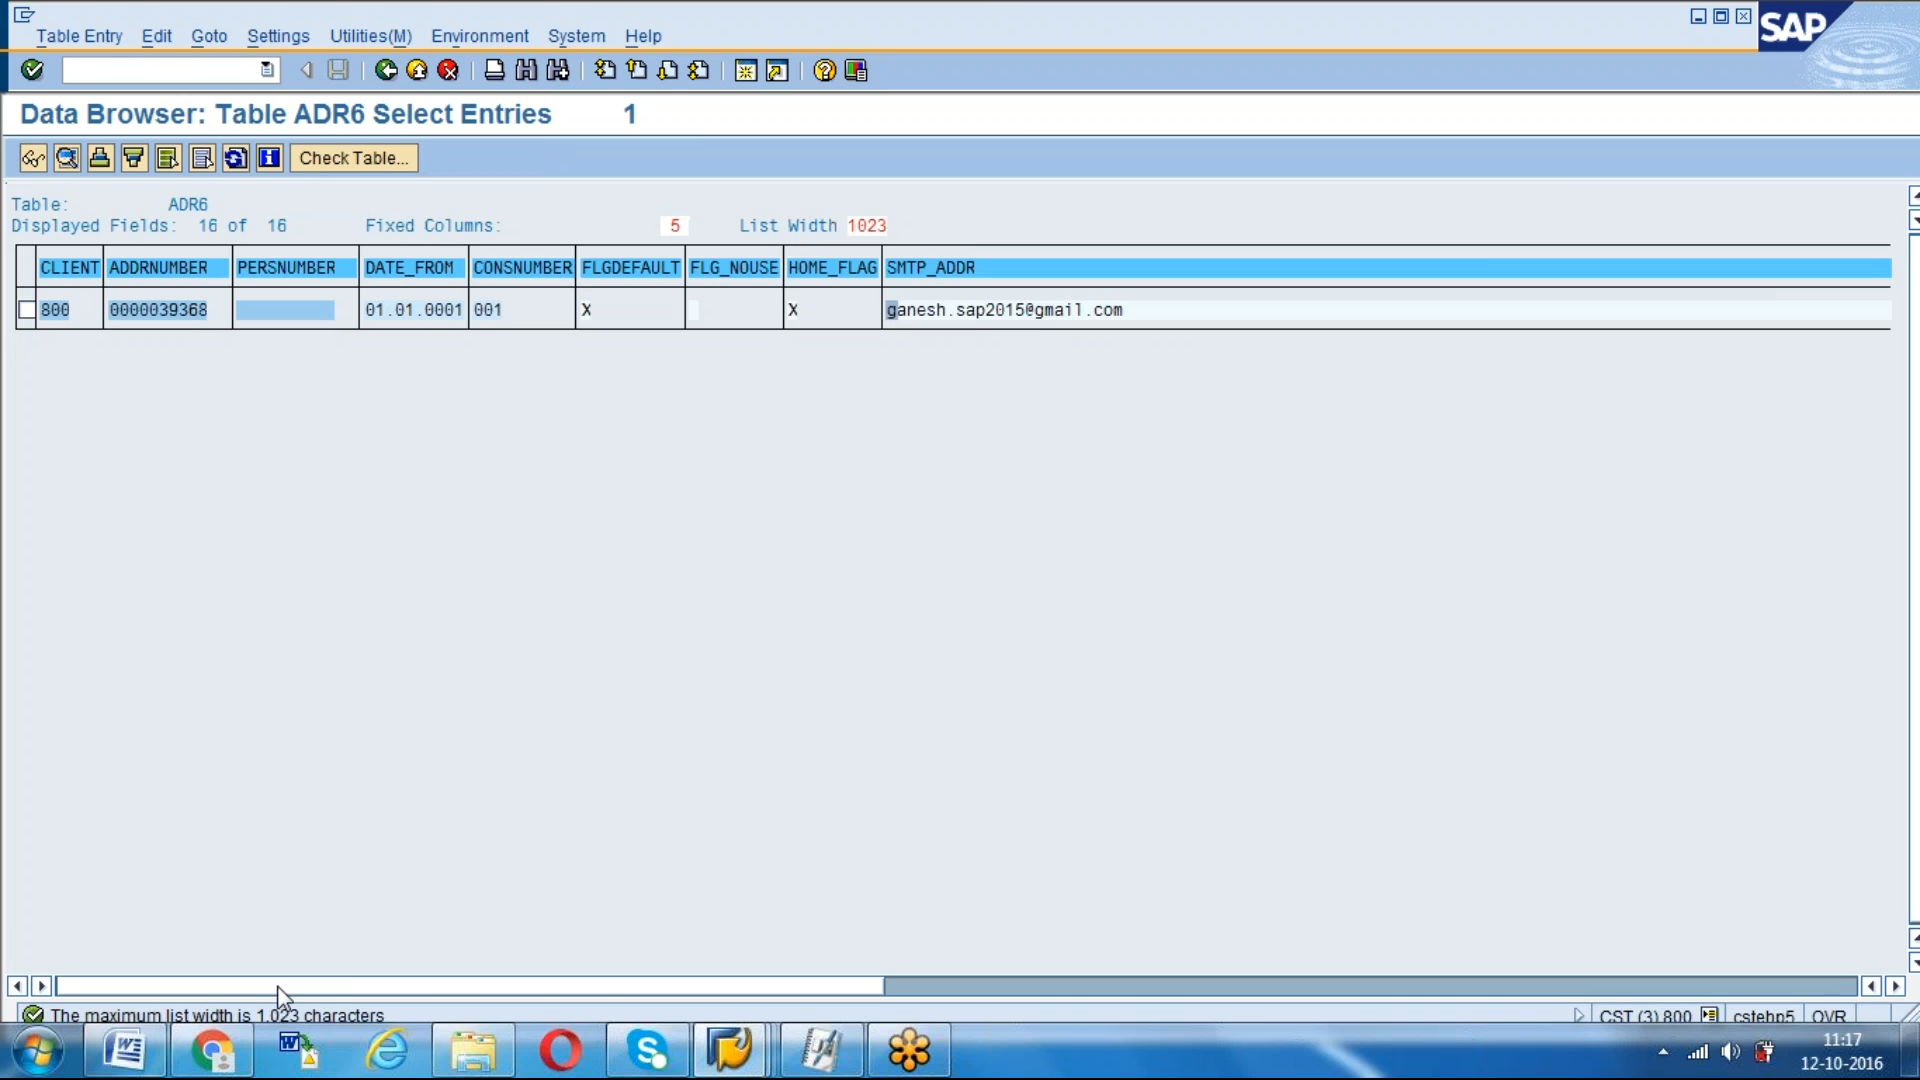 Table Entry Edit Goto Settings Utilities(M) Environment System Help
SAP
Data Browser: Table ADR6 Select Entries 1
Check Table...
Table: ADR6
Displayed Fields: 16 of 16 Fixed Columns: 5 List Width 1023
CLIENT ADDRNUMBER PERSNUMBER DATE_FROM CONSNUMBER FLGDEFAULT FLG_NOUSE HOME_FLAG SMTP_ADDR
800 0000039368 01.01.0001 001 X X ganesh.sap2015@gmail.com
The maximum list width is 1.023 characters
CST (3) 800 cstehp5 OVR
11:17
12-10-2016